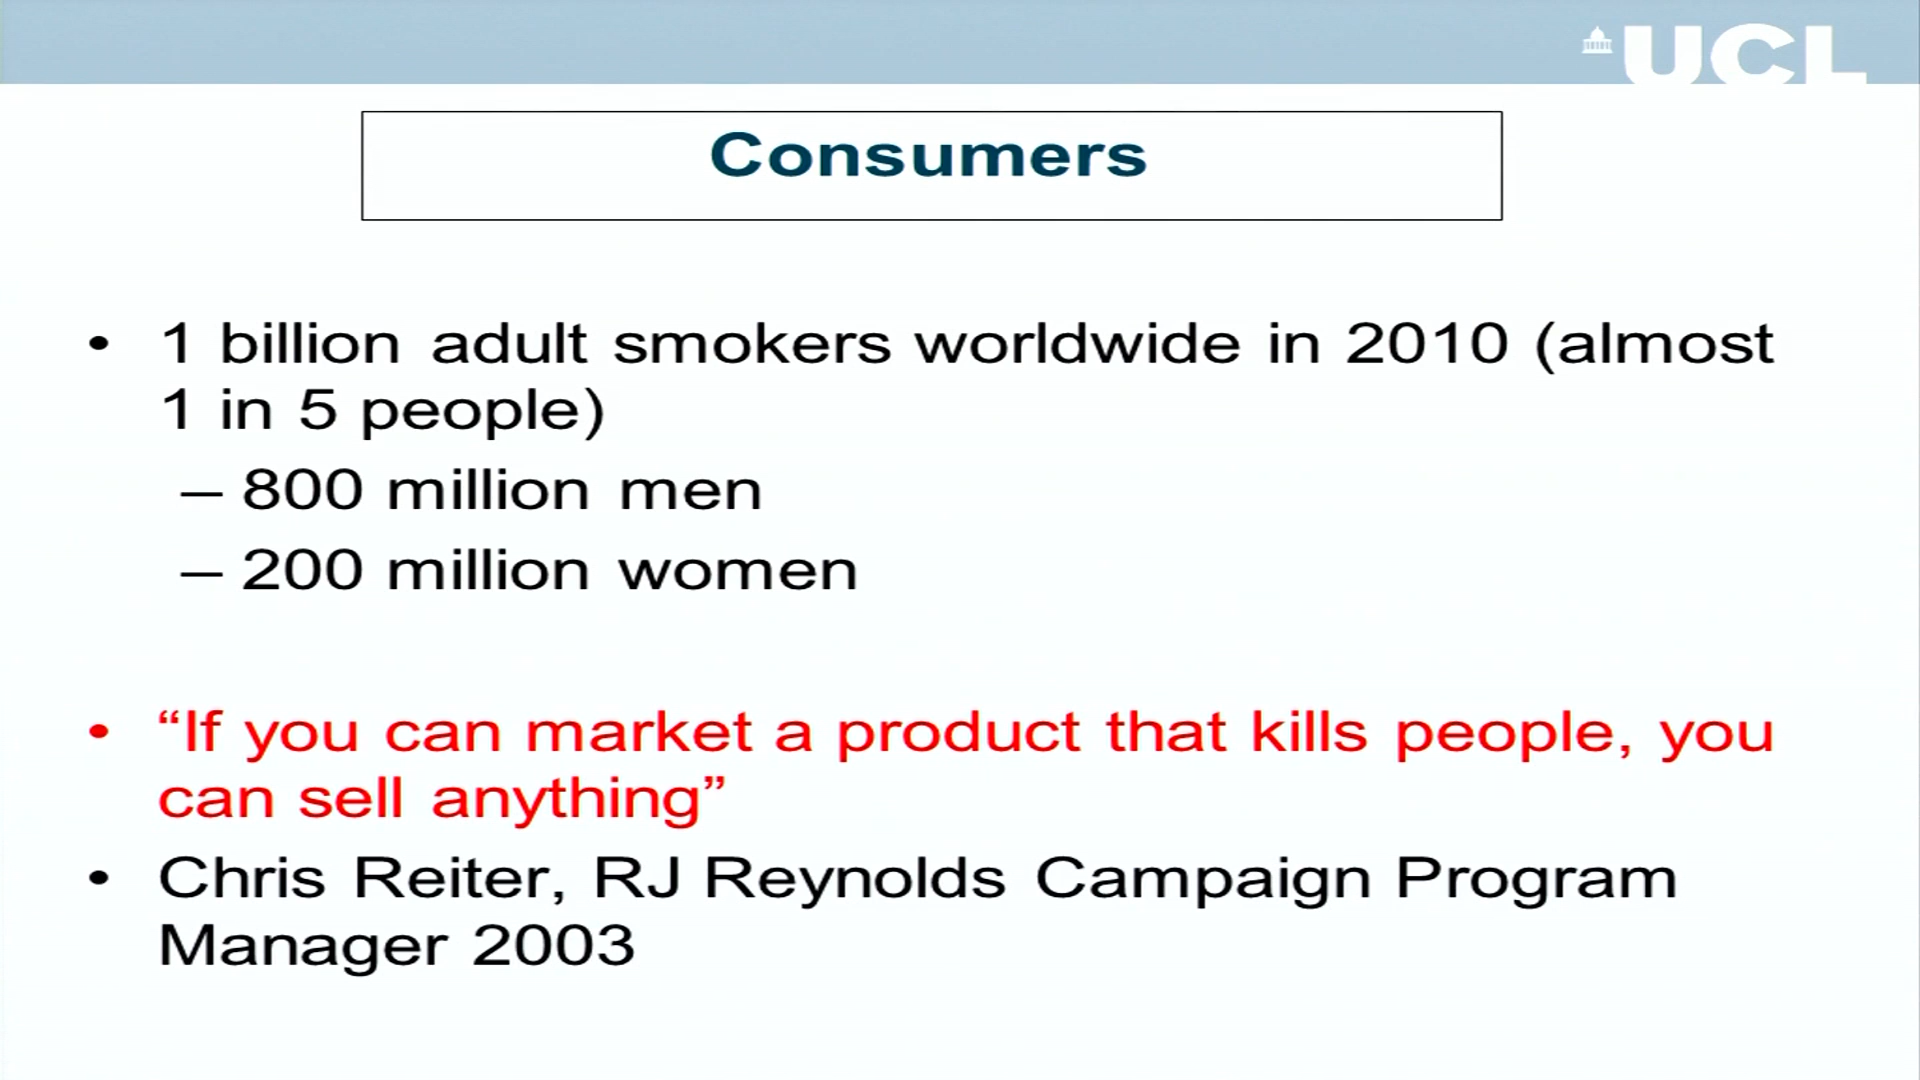 UCL
Consumers
• 1 billion adult smokers worldwide in 2010 (almost
1 in 5 people)
– 800 million men
– 200 million women
• “If you can market a product that kills people, you
can sell anything”
• Chris Reiter, RJ Reynolds Campaign Program
Manager 2003